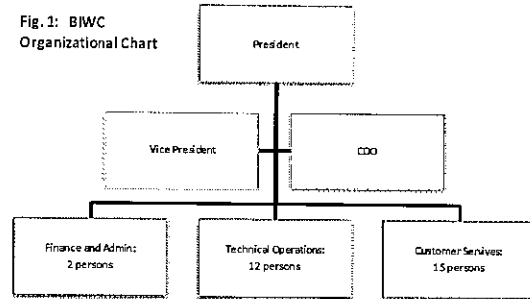 Fig. 1: BIWC
Organizational Chart
President
Vice President
COO
Finance and Admin:
2 persons
Technical Operations:
12 persons
Customer Servives:
15 persons